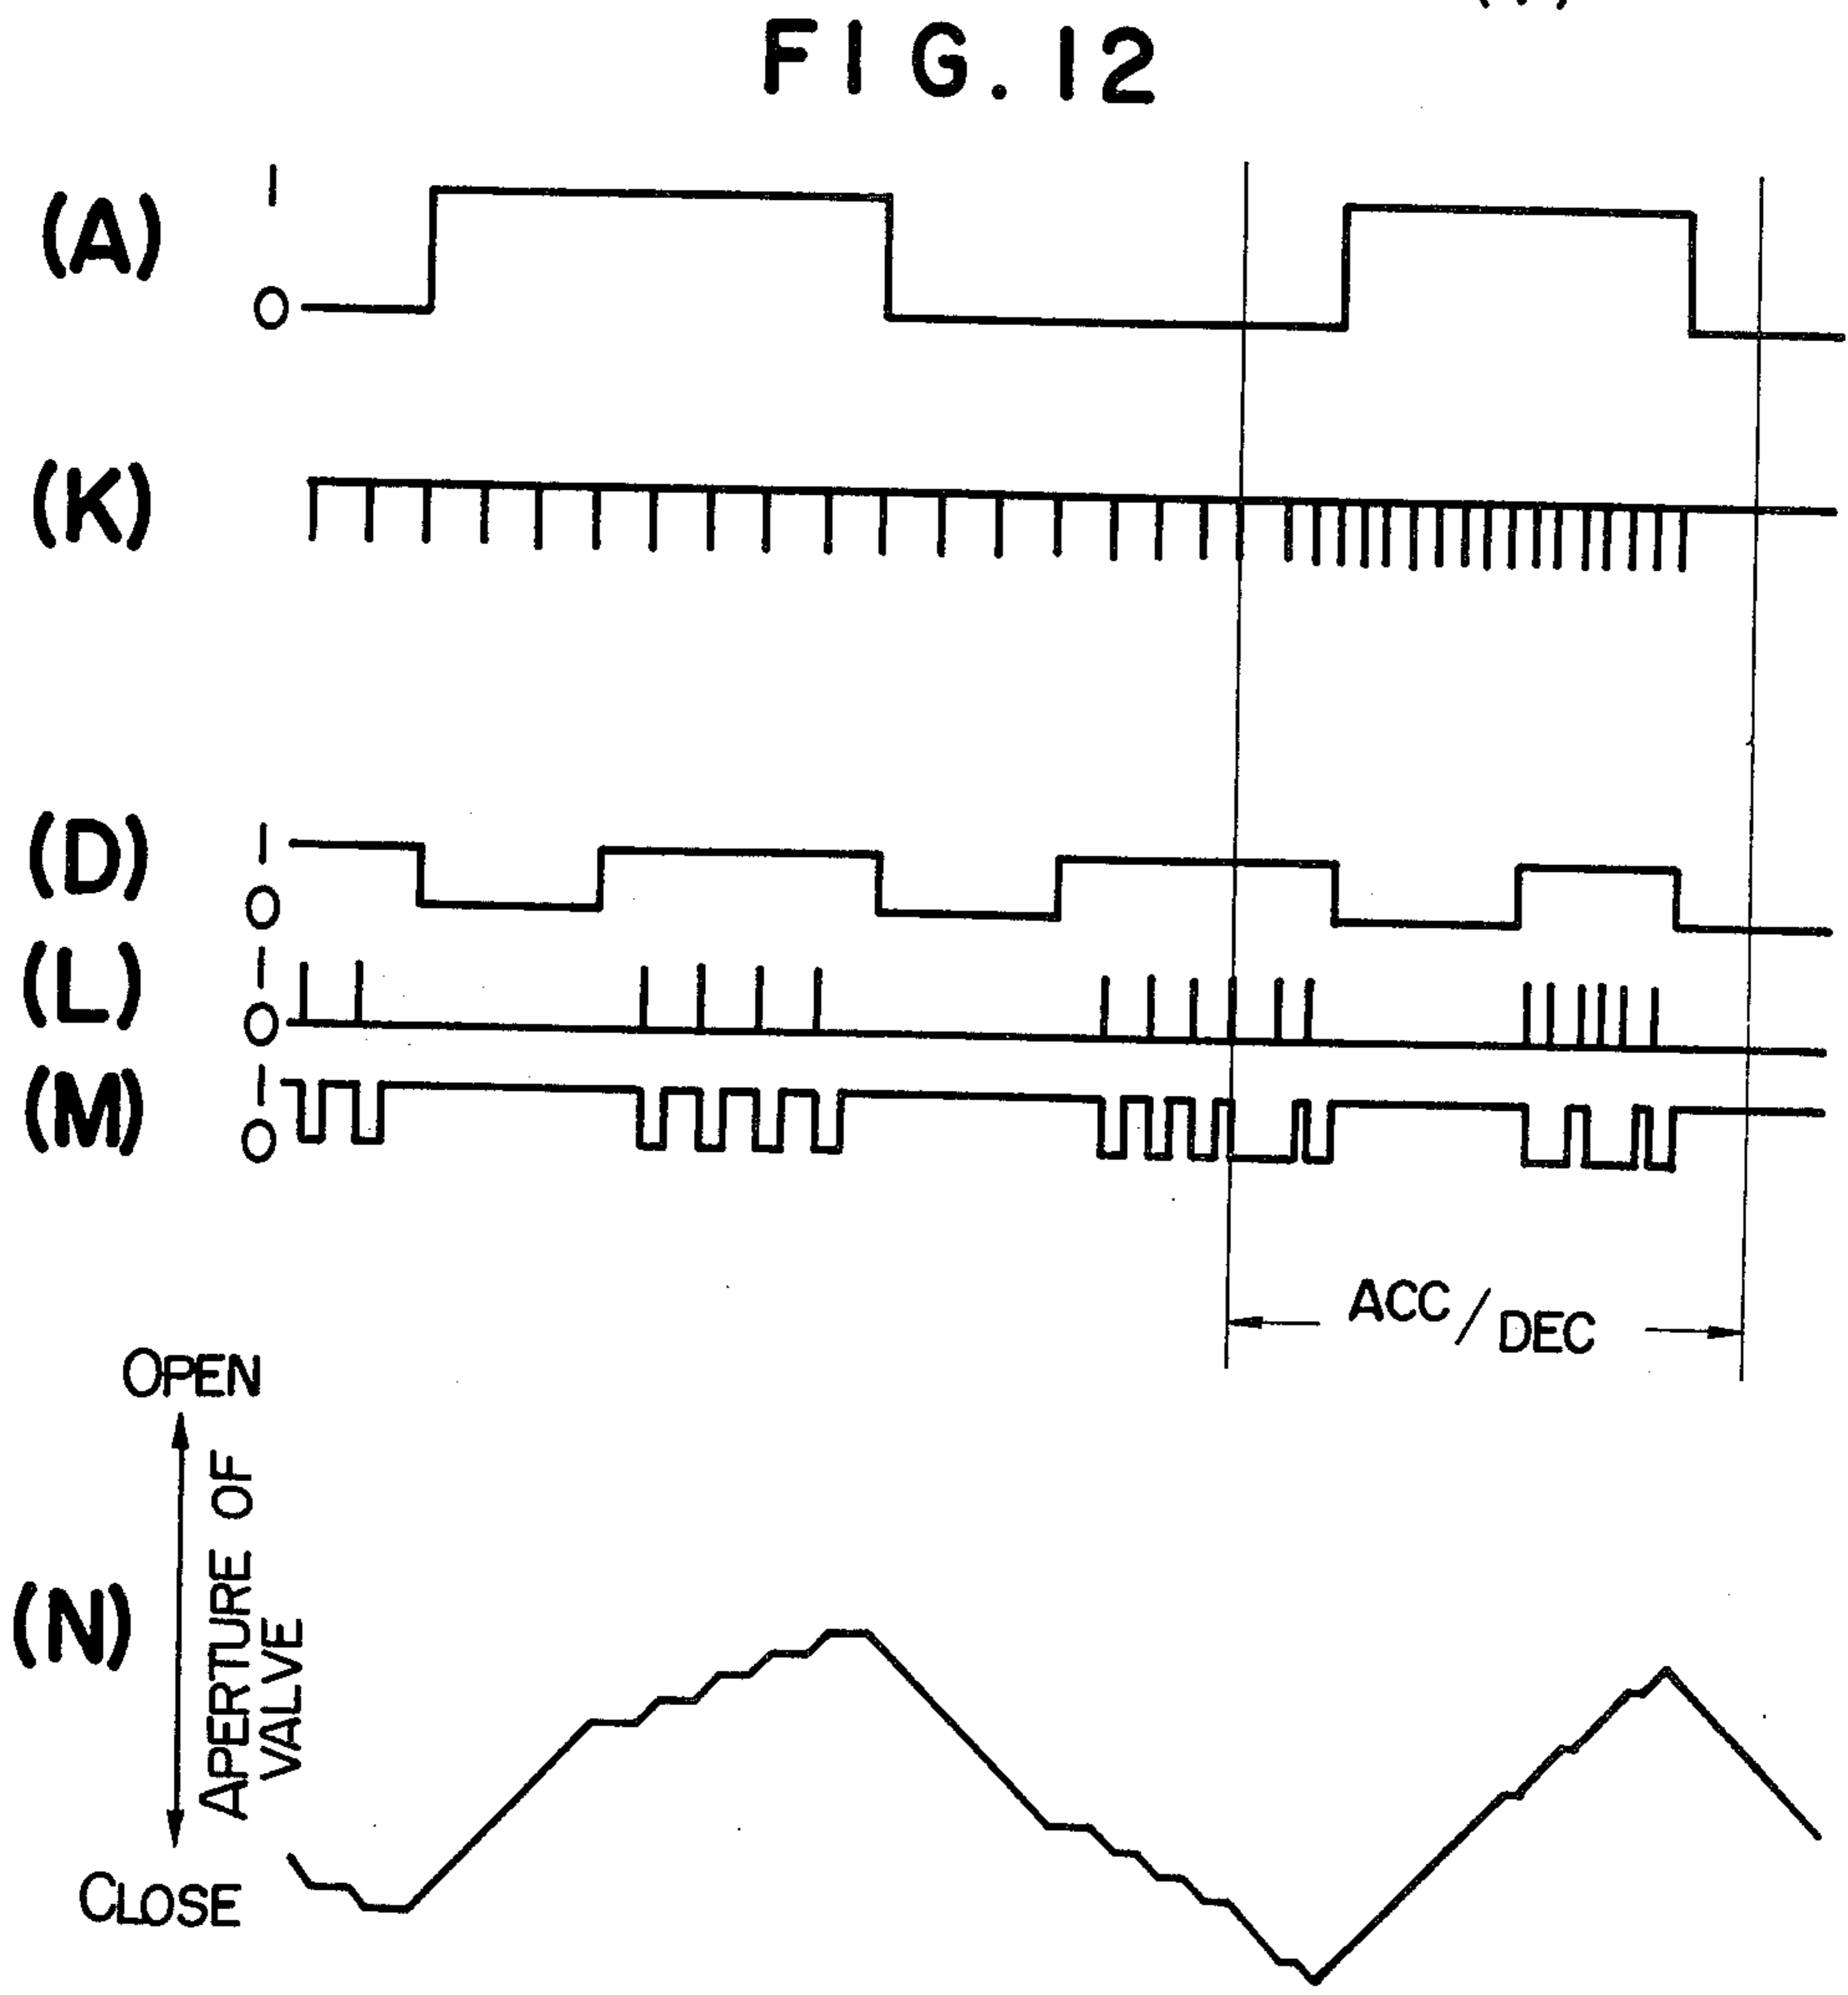 FIG. 12
(A)
1
0
(K)
(D)
1
0
(L)
1
0
(M)
1
0
ACC/DEC
OPEN
(N)
APERTURE OF
VALVE
CLOSE